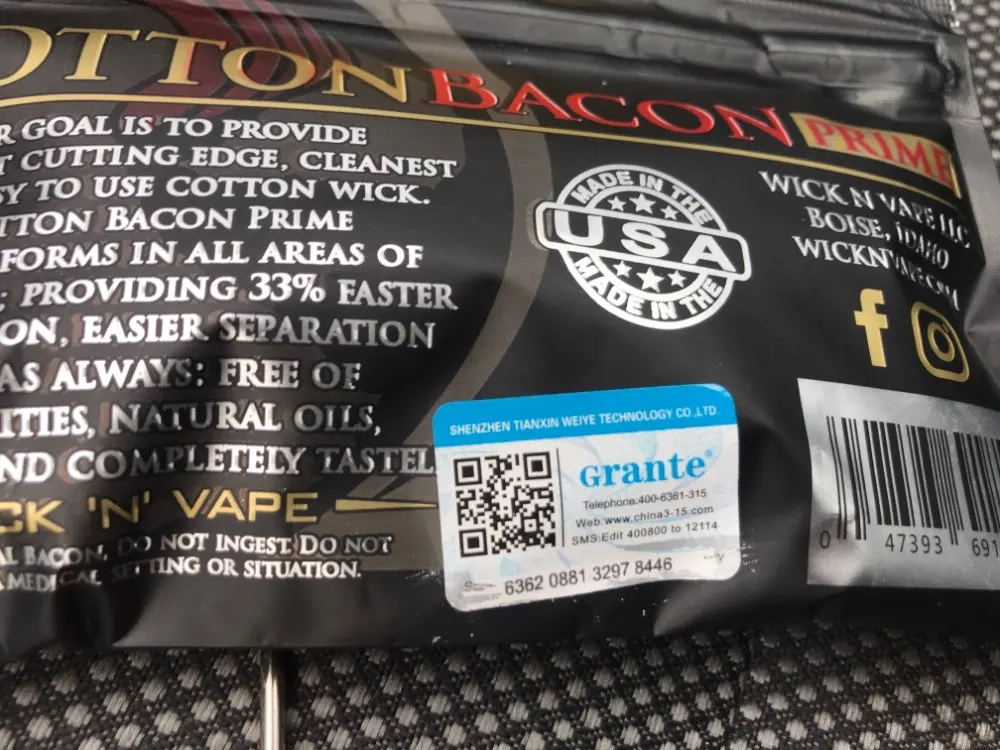 OTTON BACON PRIME
R GOAL IS TO PROVIDE
T CUTTING EDGE, CLEANEST
SY TO USE COTTON WICK.
TTON BACON PRIME
FORMS IN ALL AREAS OF
; PROVIDING 33% FASTER
ON, EASIER SEPARATION
AS ALWAYS: FREE OF
ITIES, NATURAL OILS,
ND COMPLETELY TASTEL
CK 'N' VAPE
AL BACON, DO NOT INGEST. DO NOT
A MEDICAL SETTING OR SITUATION.
MADE IN THE
USA
MADE IN THE
WICK N VAPE LLC
BOISE, IDAHO
WICKNVAPE.COM
f
SHENZHEN TIANXIN WEIYE TECHNOLOGY CO.,LTD.
Grante®
Telephone:400-6361-315
Web:www.china3-15.com
SMS:Edit 400800 to 12114
6362 0881 3297 8446
0 47393 691